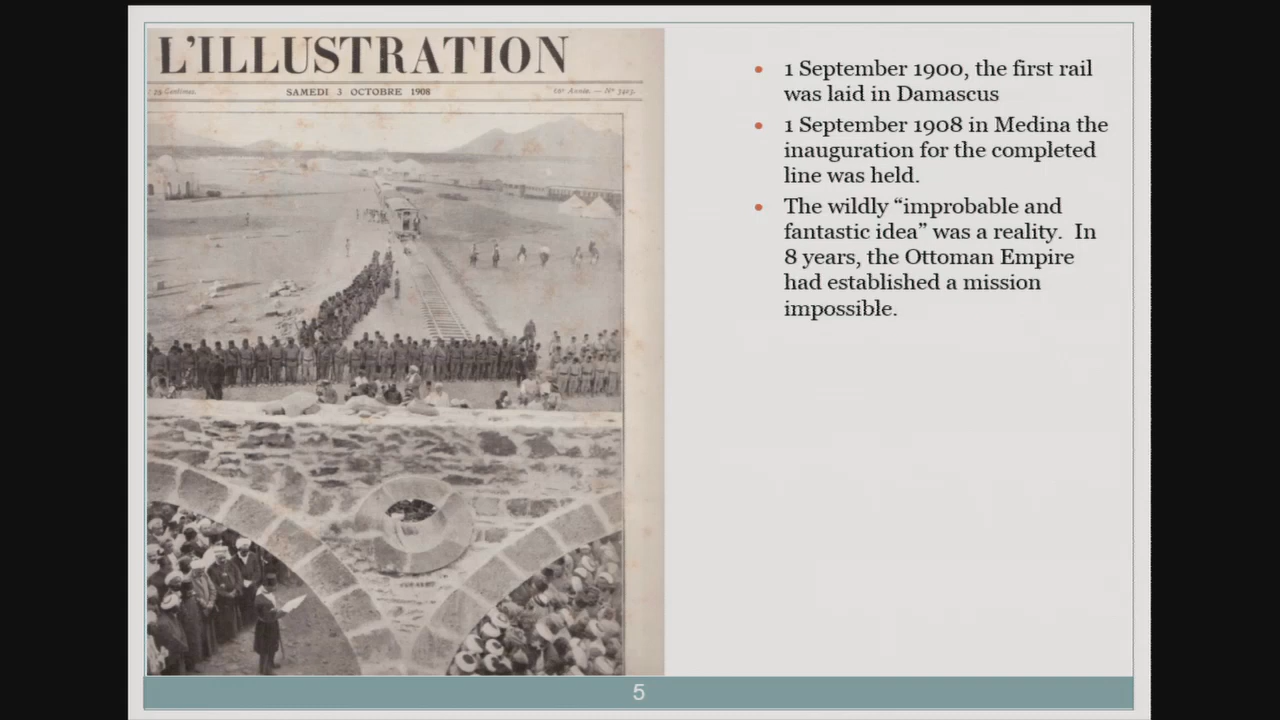 L'ILLUSTRATION
75 Centimes.
SAMEDI 3 OCTOBRE 1908
66e Année. — N° 3423.
• 1 September 1900, the first rail
was laid in Damascus
• 1 September 1908 in Medina the
inauguration for the completed
line was held.
• The wildly “improbable and
fantastic idea” was a reality. In
8 years, the Ottoman Empire
had established a mission
impossible.
5